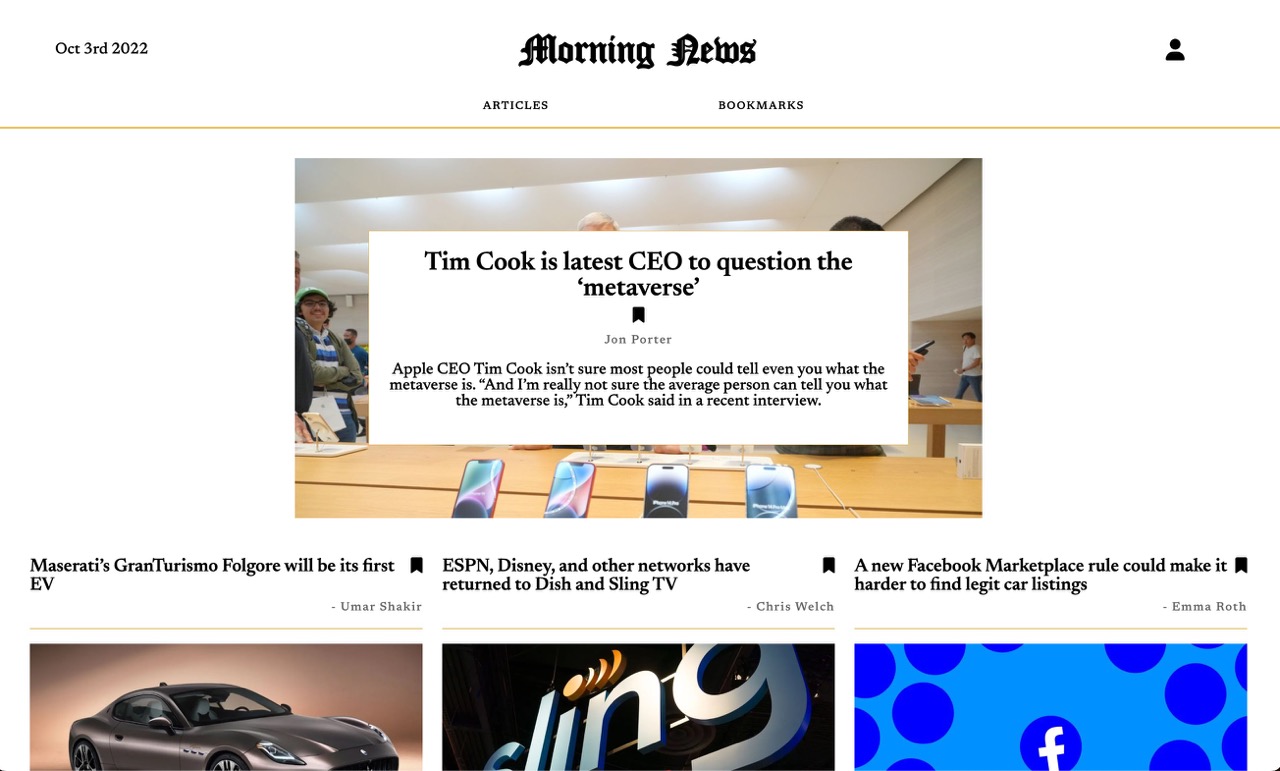 Oct 3rd 2022
Morning News
ARTICLES
BOOKMARKS
Tim Cook is latest CEO to question the
‘metaverse’
Jon Porter
Apple CEO Tim Cook isn’t sure most people could tell even you what the
metaverse is. “And I’m really not sure the average person can tell you what
the metaverse is,” Tim Cook said in a recent interview.
Maserati’s GranTurismo Folgore will be its first
EV
- Umar Shakir
ESPN, Disney, and other networks have
returned to Dish and Sling TV
- Chris Welch
A new Facebook Marketplace rule could make it
harder to find legit car listings
- Emma Roth
sling
f